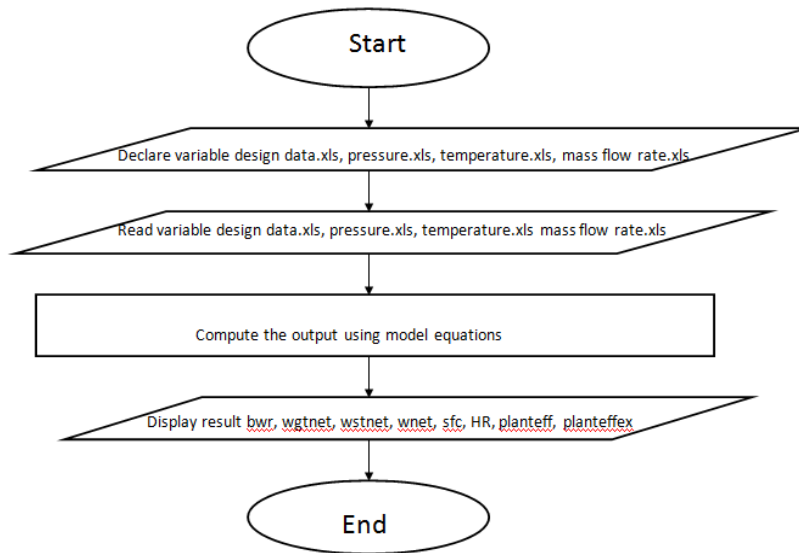 Start
Declare variable design data.xls, pressure.xls, temperature.xls, mass flow rate.xls
Read variable design data.xls, pressure.xls, temperature.xls mass flow rate.xls
Compute the output using model equations
Display result bwr, wgtnet, wstnet, wnet, sfc, HR, planteff, planteffex
End